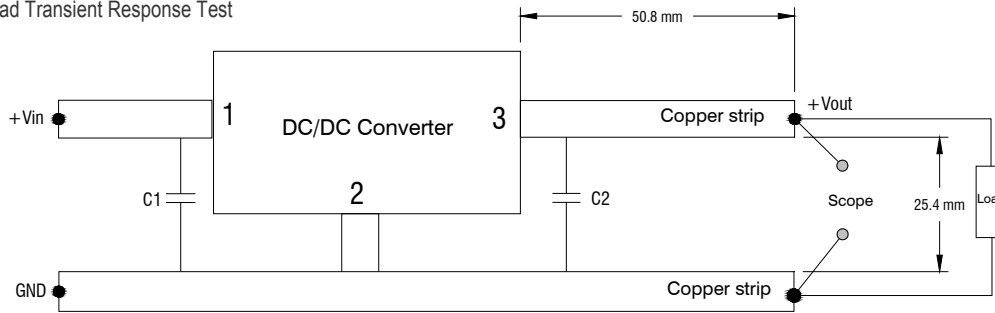 ad Transient Response Test
50.8 mm
+Vin
1
DC/DC Converter
3
Copper strip
+Vout
2
C1
C2
Scope
25.4 mm
GND
Copper strip